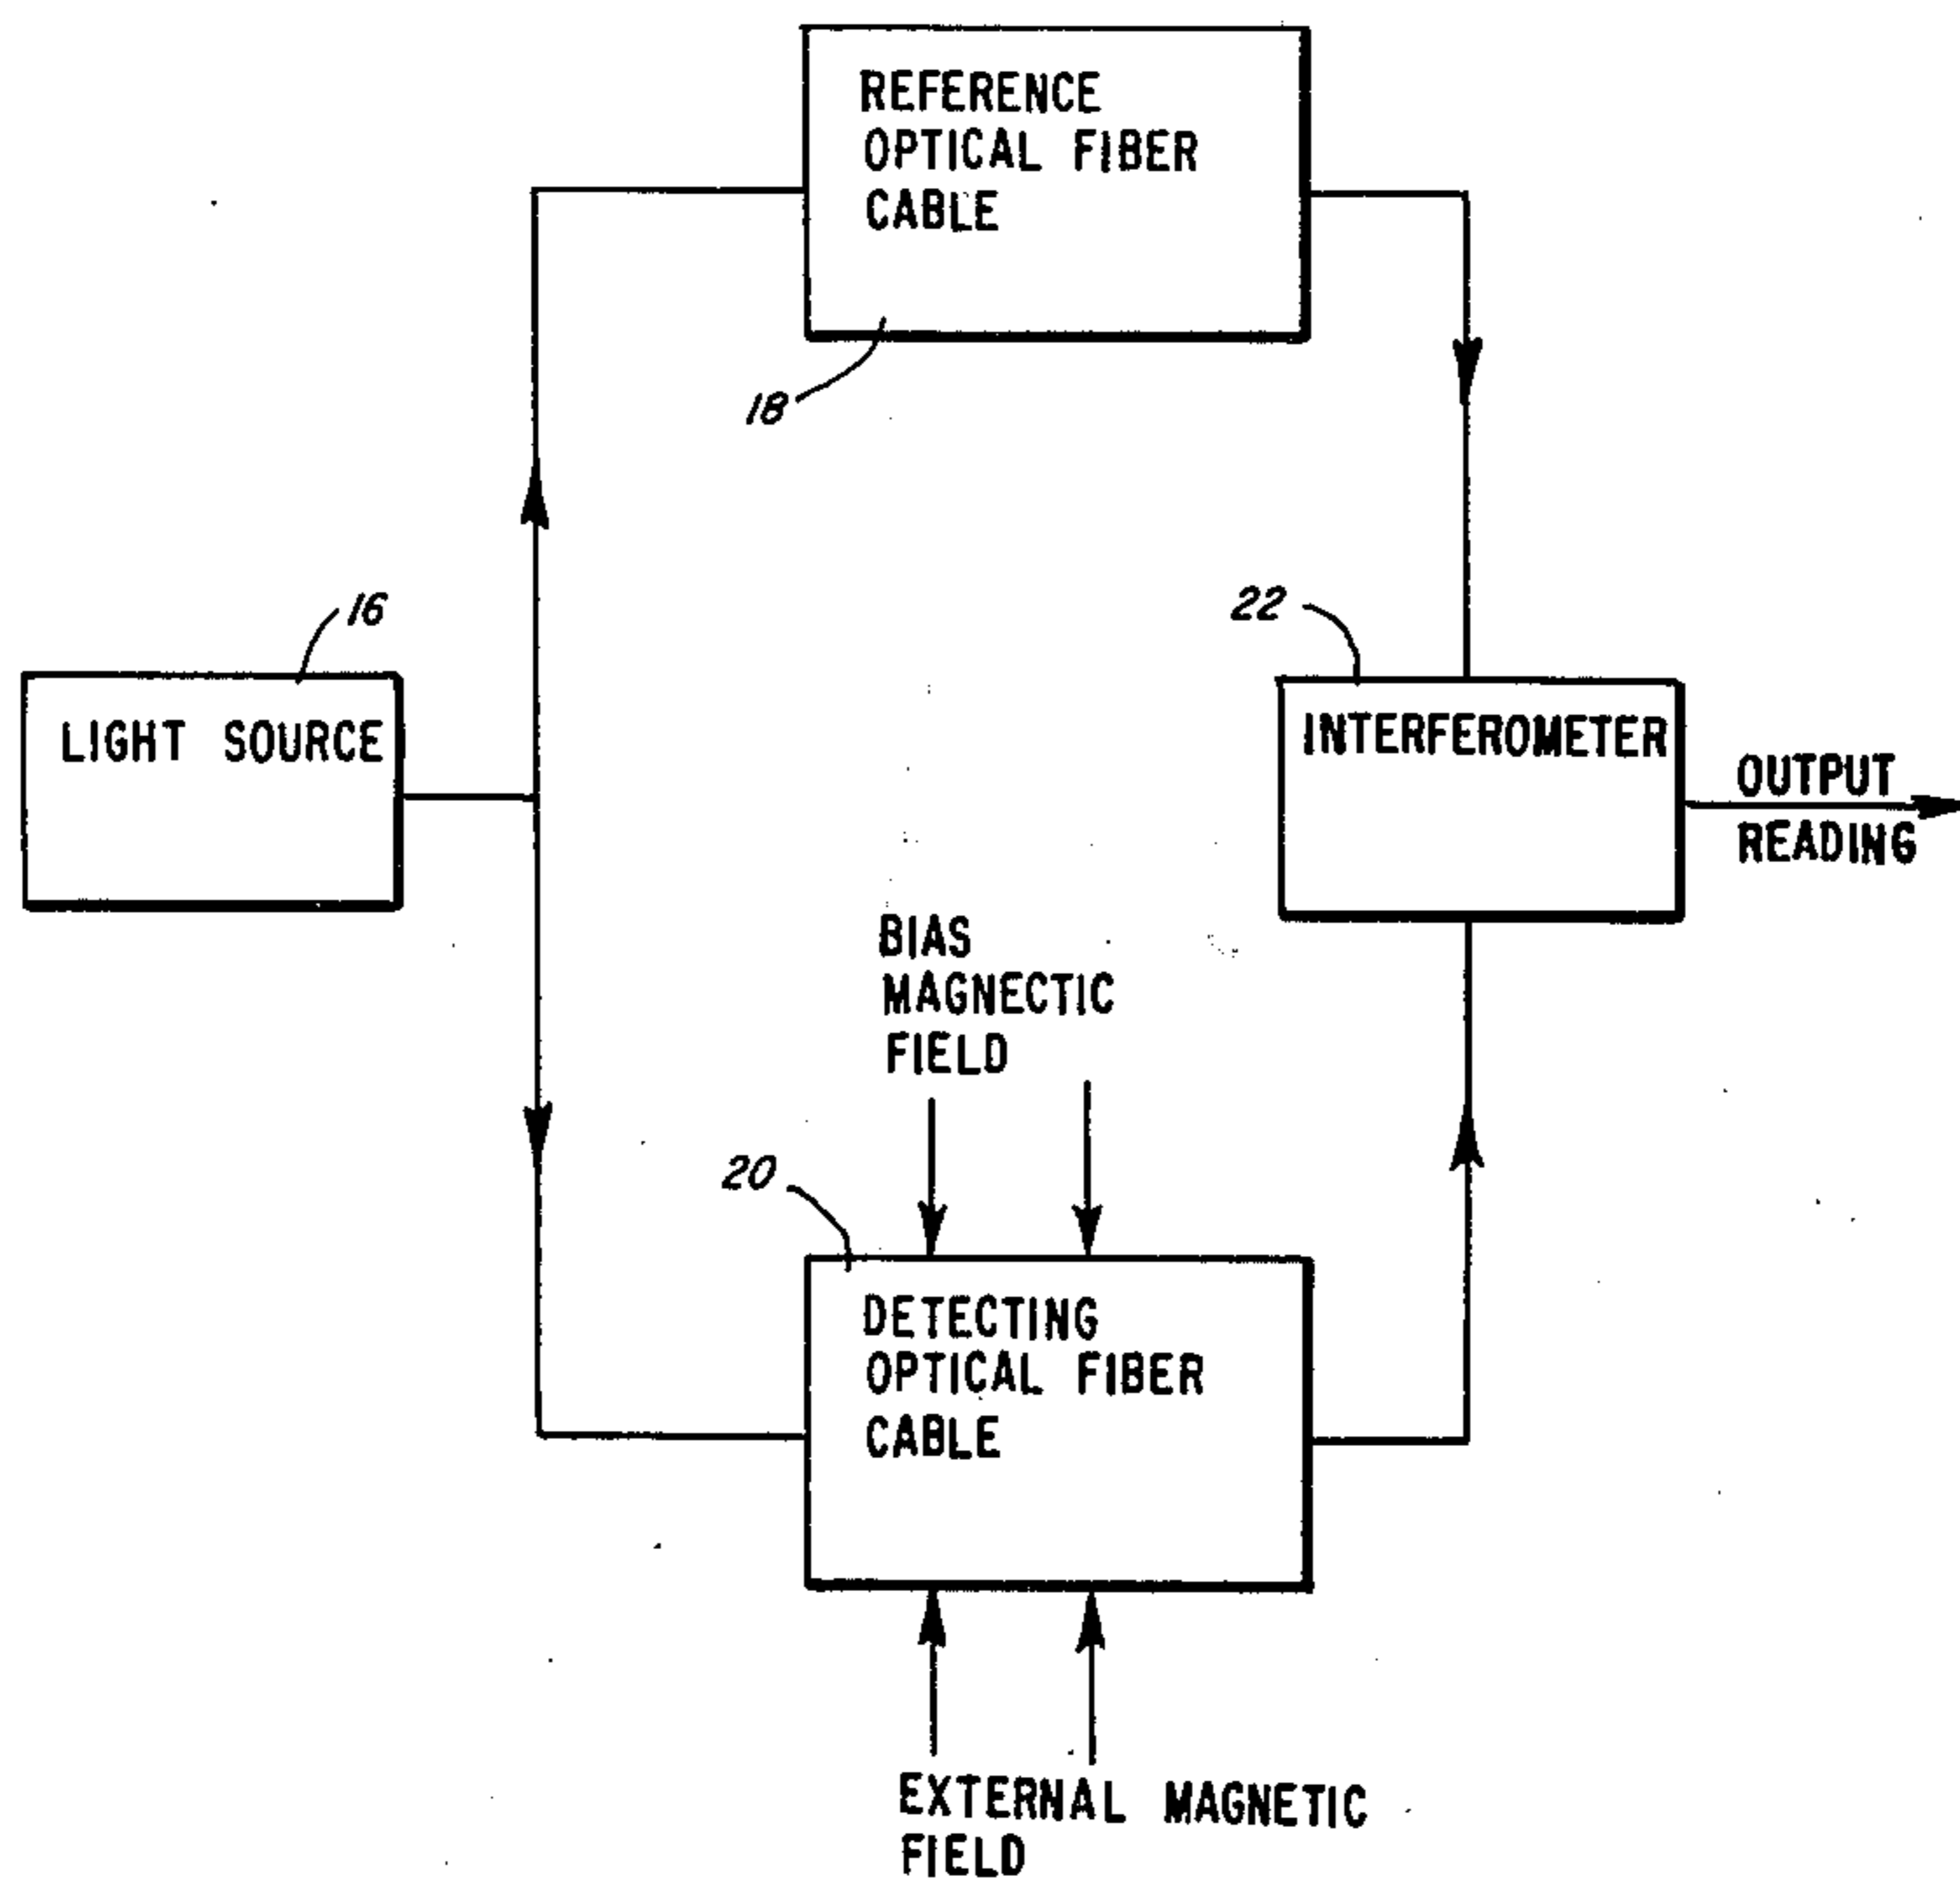 REFERENCE
OPTICAL FIBER
CABLE
18
16
LIGHT SOURCE
22
INTERFEROMETER
OUTPUT
READING
BIAS
MAGNECTIC
FIELD
20
DETECTING
OPTICAL FIBER
CABLE
EXTERNAL MAGNETIC
FIELD